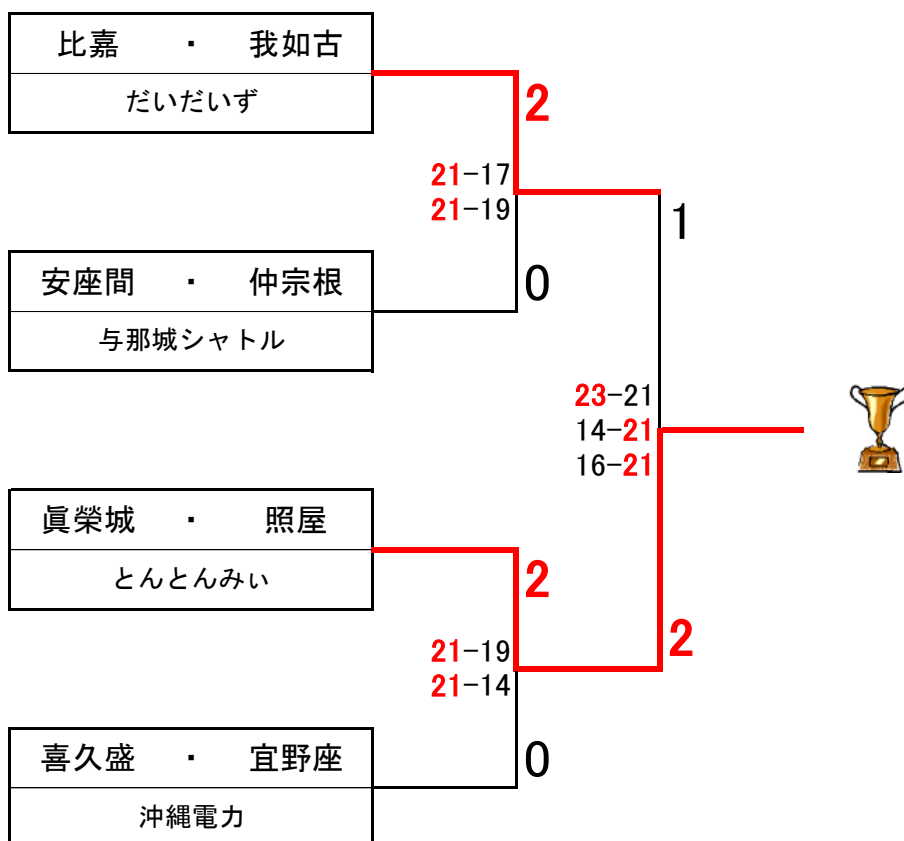 比嘉 ・ 我如古
だいだいず
2
21-17
21-19
1
安座間 ・ 仲宗根
0
与那城シャトル
23-21
14-21
16-21
眞榮城 ・ 照屋
とんとんみぃ
2
21-19
21-14
2
喜久盛 ・ 宜野座
0
沖縄電力